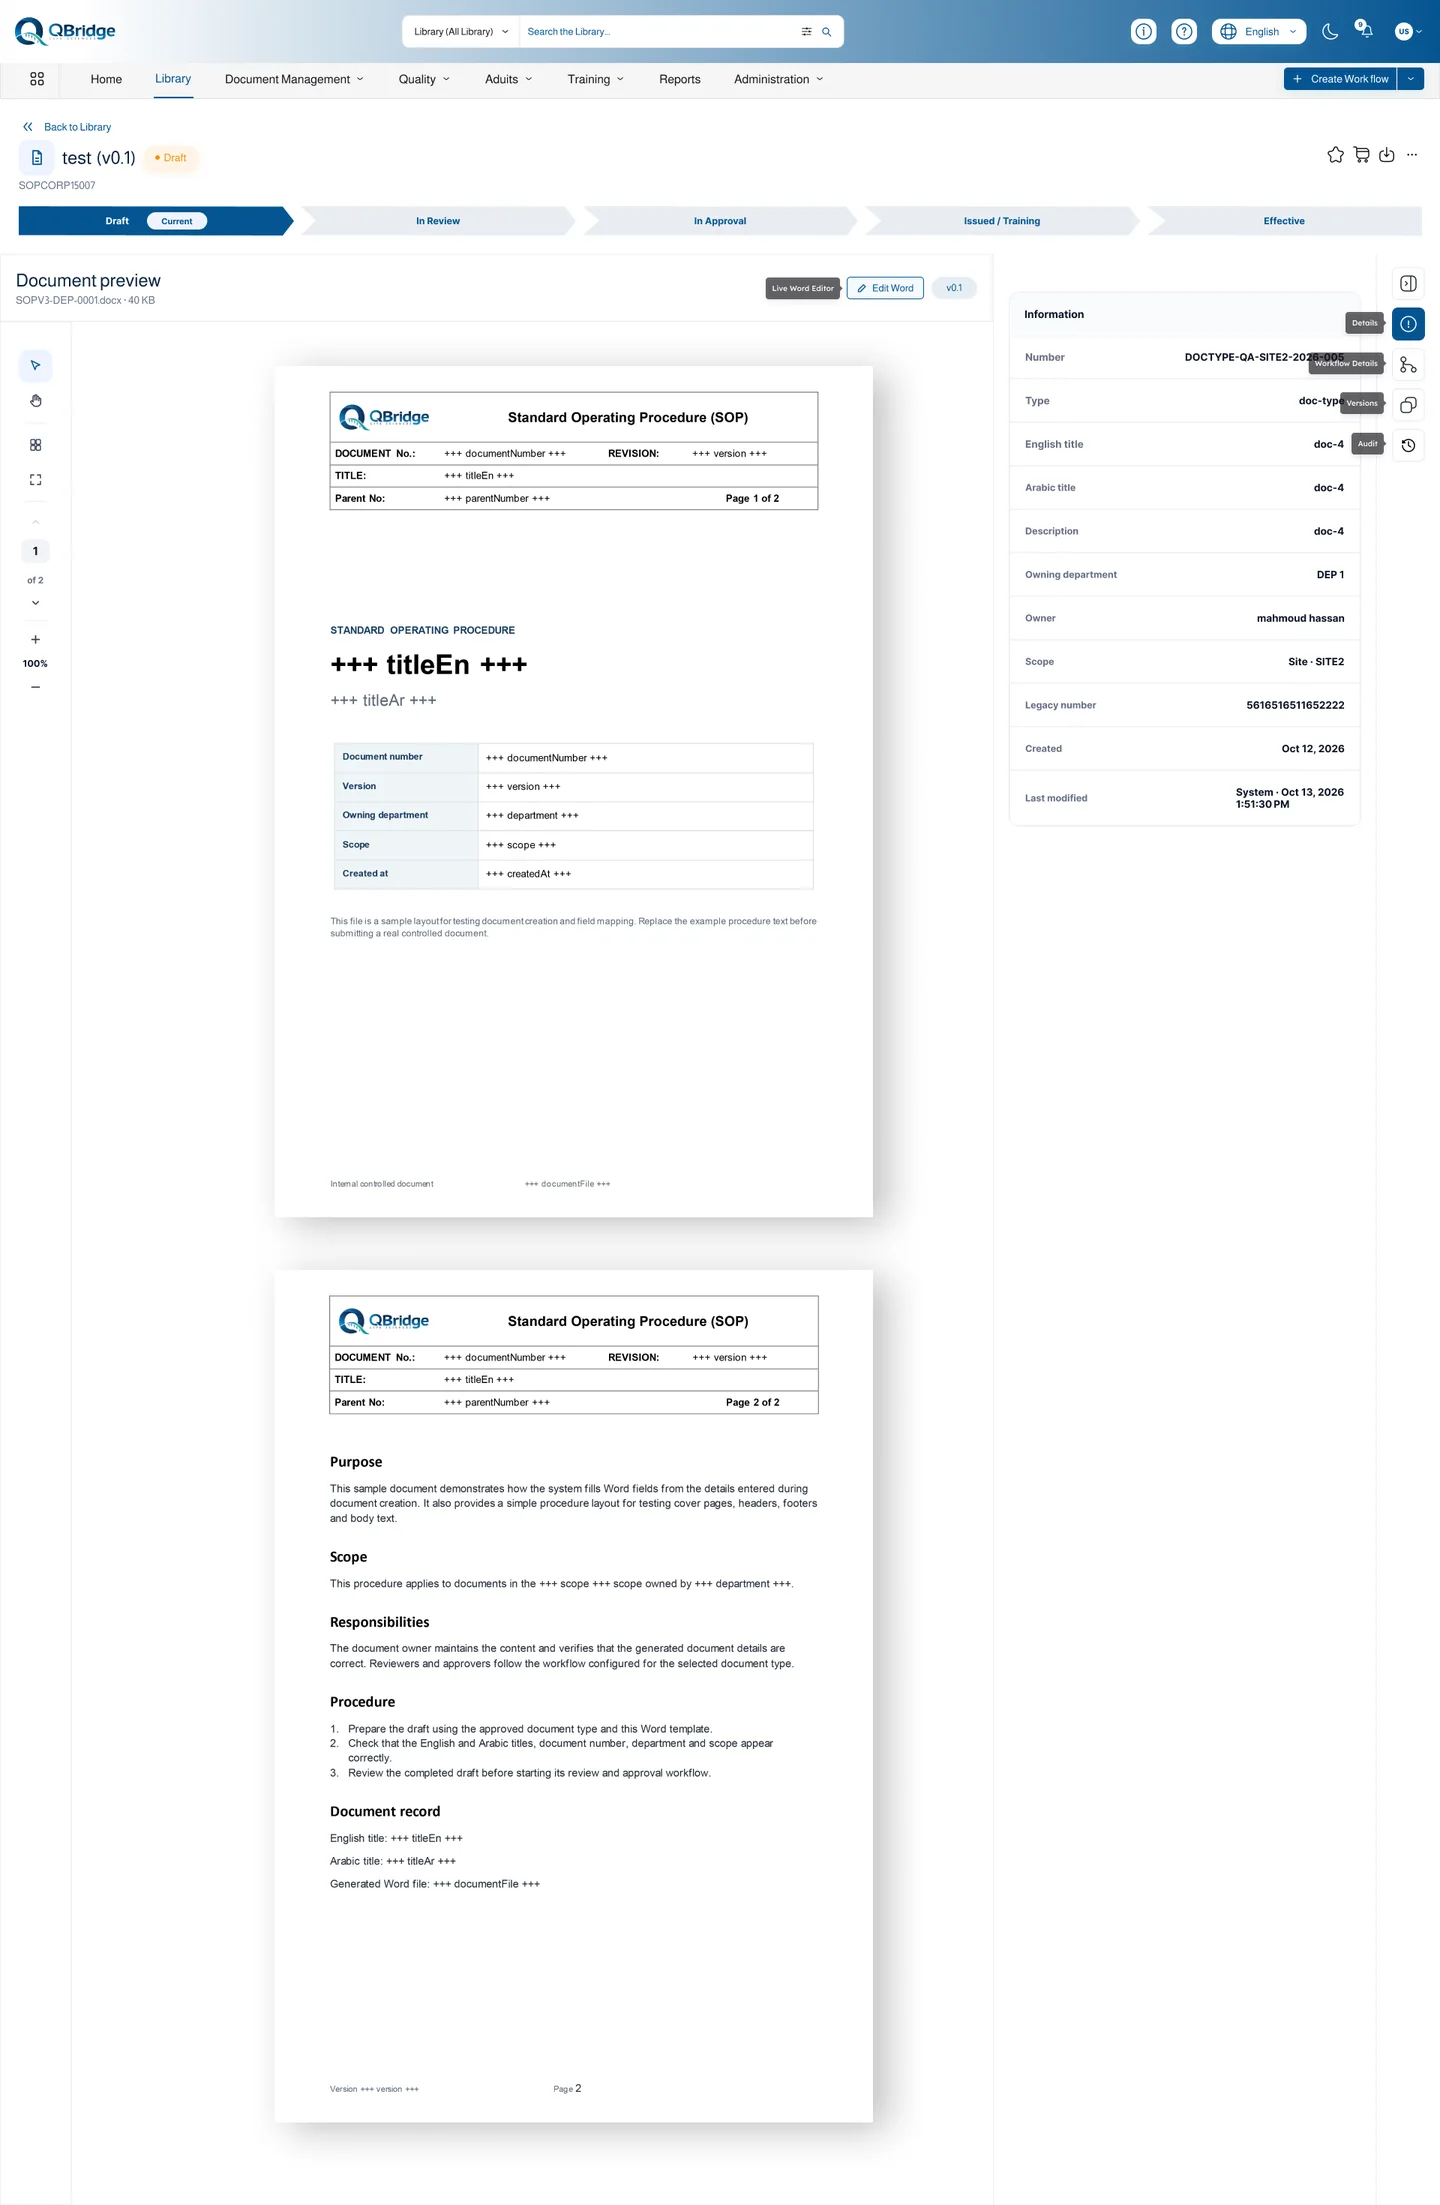 QBridge
LIFE SCIENCES
Library (All Library)
Search the Library...
English
9
US
Home
Library
Document Management
Quality
Aduits
Training
Reports
Administration
+ Create Work flow
Back to Library
test (v0.1)
• Draft
SOPCORP15007
Draft
Current
In Review
In Approval
Issued / Training
Effective
Document preview
SOPV3-DEP-0001.docx · 40 KB
Live Word Editor
Edit Word
v0.1
1
of 2
+
100%
−
QBridge
LIFE SCIENCES
Standard Operating Procedure (SOP)
DOCUMENT No.: +++ documentNumber +++ REVISION: +++ version +++
TITLE: +++ titleEn +++
Parent No: +++ parentNumber +++ Page 1 of 2
STANDARD OPERATING PROCEDURE
+++ titleEn +++
+++ titleAr +++
Document number +++ documentNumber +++
Version +++ version +++
Owning department +++ department +++
Scope +++ scope +++
Created at +++ createdAt +++
This file is a sample layout for testing document creation and field mapping. Replace the example procedure text before
submitting a real controlled document.
Internal controlled document +++ documentFile +++
QBridge
LIFE SCIENCES
Standard Operating Procedure (SOP)
DOCUMENT No.: +++ documentNumber +++ REVISION: +++ version +++
TITLE: +++ titleEn +++
Parent No: +++ parentNumber +++ Page 2 of 2
Purpose
This sample document demonstrates how the system fills Word fields from the details entered during
document creation. It also provides a simple procedure layout for testing cover pages, headers, footers
and body text.
Scope
This procedure applies to documents in the +++ scope +++ scope owned by +++ department +++.
Responsibilities
The document owner maintains the content and verifies that the generated document details are
correct. Reviewers and approvers follow the workflow configured for the selected document type.
Procedure
1. Prepare the draft using the approved document type and this Word template.
2. Check that the English and Arabic titles, document number, department and scope appear
correctly.
3. Review the completed draft before starting its review and approval workflow.
Document record
English title: +++ titleEn +++
Arabic title: +++ titleAr +++
Generated Word file: +++ documentFile +++
Version +++ version +++ Page 2
Information
Number DOCTYPE-QA-SITE2-2026-005
Type doc-type
English title doc-4
Arabic title doc-4
Description doc-4
Owning department DEP 1
Owner mahmoud hassan
Scope Site · SITE2
Legacy number 5616516511652222
Created Oct 12, 2026
Last modified System · Oct 13, 2026
1:51:30 PM
Details
Workflow Details
Versions
Audit